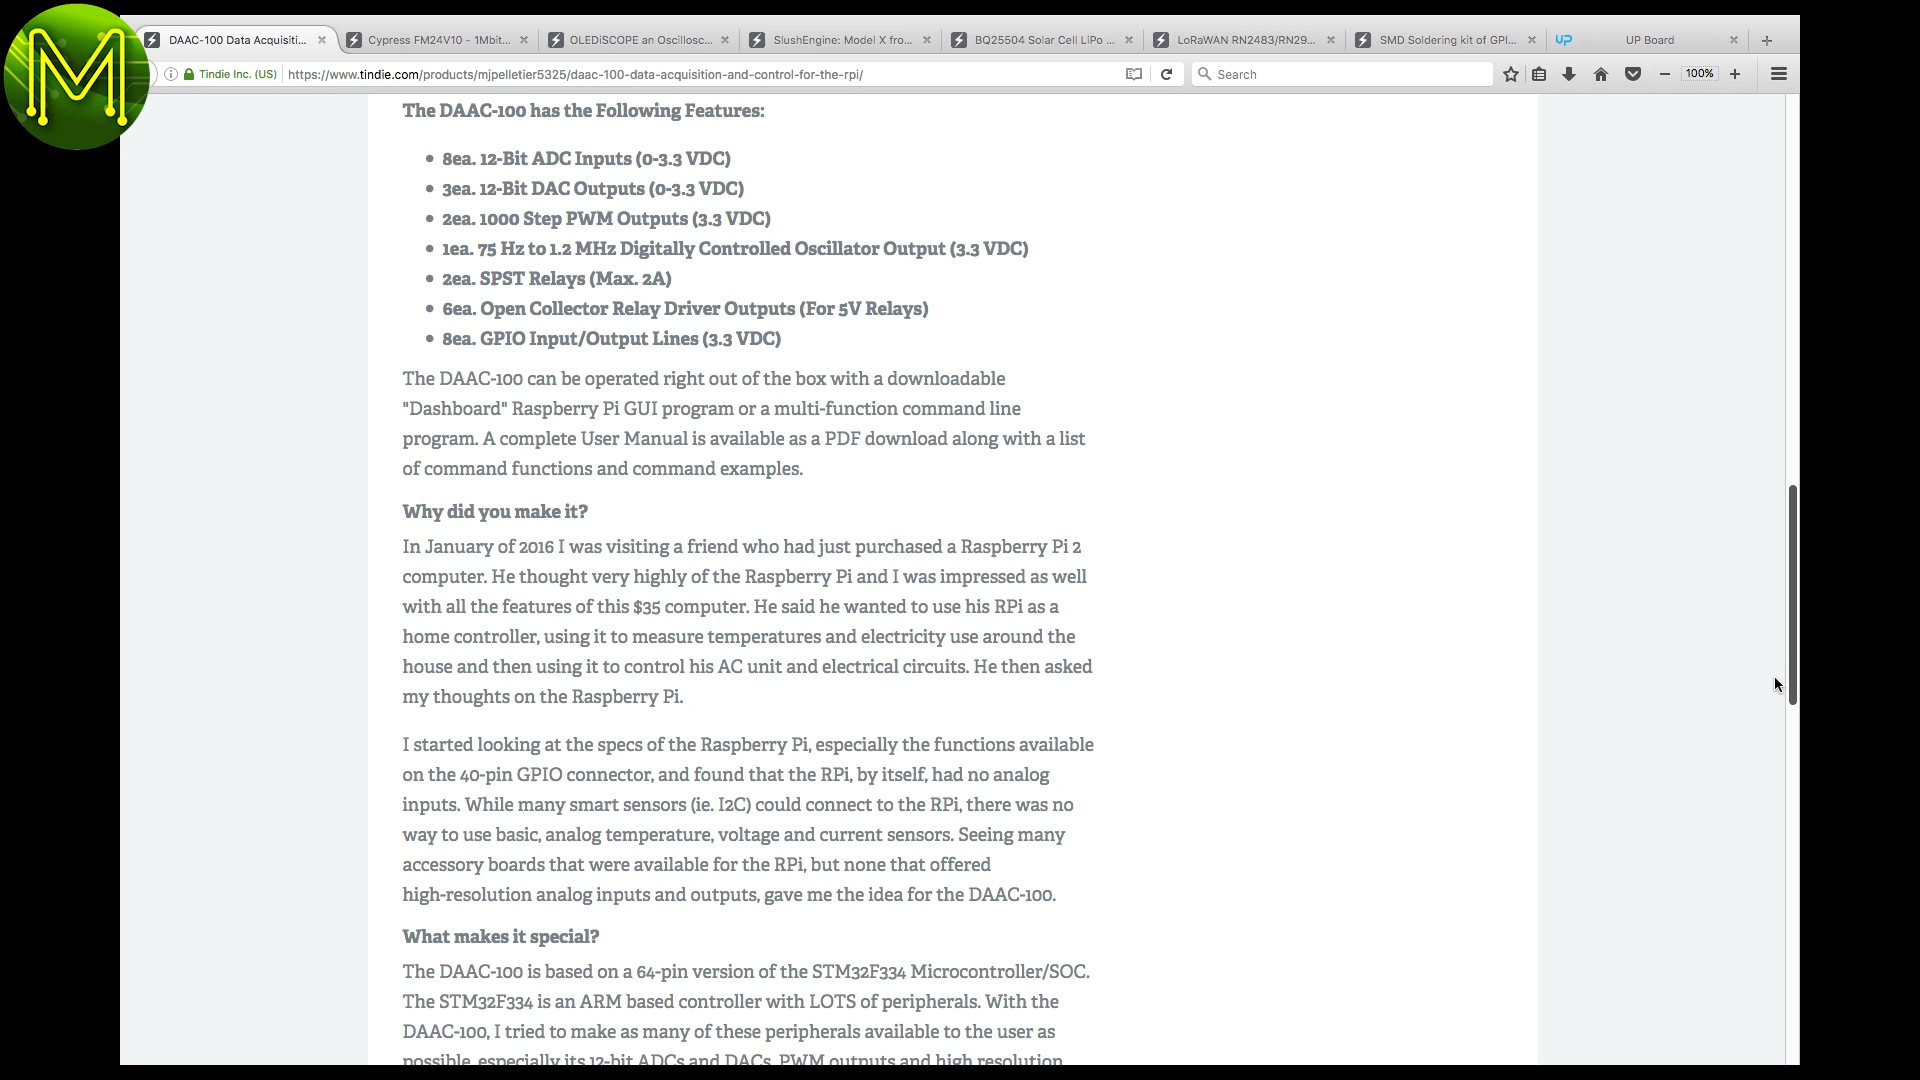 M
DAAC-100 Data Acquisiti...
Cypress FM24V10 - 1Mbit...
OLEDiSCOPE an Oscillosc...
SlushEngine: Model X fro...
BQ25504 Solar Cell LiPo ...
LoRaWAN RN2483/RN29...
SMD Soldering kit of GPI...
UP
UP Board
Tindie Inc. (US)
https://www.tindie.com/products/mjpelletier5325/daac-100-data-acquisition-and-control-for-the-rpi/
Search
100%
The DAAC-100 has the Following Features:
• 8ea. 12-Bit ADC Inputs (0-3.3 VDC)
• 3ea. 12-Bit DAC Outputs (0-3.3 VDC)
• 2ea. 1000 Step PWM Outputs (3.3 VDC)
• 1ea. 75 Hz to 1.2 MHz Digitally Controlled Oscillator Output (3.3 VDC)
• 2ea. SPST Relays (Max. 2A)
• 6ea. Open Collector Relay Driver Outputs (For 5V Relays)
• 8ea. GPIO Input/Output Lines (3.3 VDC)
The DAAC-100 can be operated right out of the box with a downloadable
"Dashboard" Raspberry Pi GUI program or a multi-function command line
program. A complete User Manual is available as a PDF download along with a list
of command functions and command examples.
Why did you make it?
In January of 2016 I was visiting a friend who had just purchased a Raspberry Pi 2
computer. He thought very highly of the Raspberry Pi and I was impressed as well
with all the features of this $35 computer. He said he wanted to use his RPi as a
home controller, using it to measure temperatures and electricity use around the
house and then using it to control his AC unit and electrical circuits. He then asked
my thoughts on the Raspberry Pi.
I started looking at the specs of the Raspberry Pi, especially the functions available
on the 40-pin GPIO connector, and found that the RPi, by itself, had no analog
inputs. While many smart sensors (ie. I2C) could connect to the RPi, there was no
way to use basic, analog temperature, voltage and current sensors. Seeing many
accessory boards that were available for the RPi, but none that offered
high-resolution analog inputs and outputs, gave me the idea for the DAAC-100.
What makes it special?
The DAAC-100 is based on a 64-pin version of the STM32F334 Microcontroller/SOC.
The STM32F334 is an ARM based controller with LOTS of peripherals. With the
DAAC-100, I tried to make as many of these peripherals available to the user as
possible, especially its 12-bit ADCs and DACs, PWM outputs and high resolution